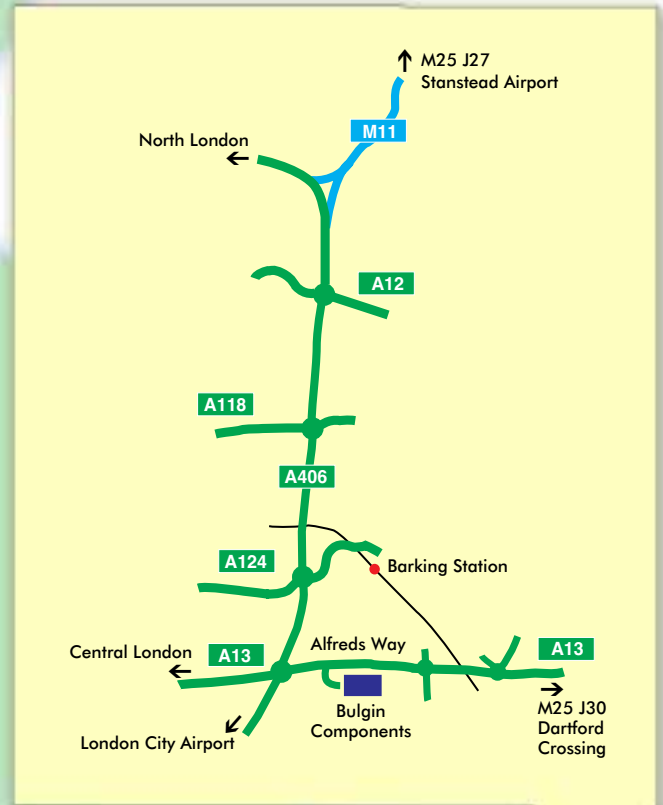 M25 J27
Stanstead Airport
M11
North London
A12
A118
A406
A124
Barking Station
Alfreds Way
Central London
A13
A13
Bulgin
Components
M25 J30
Dartford
Crossing
London City Airport